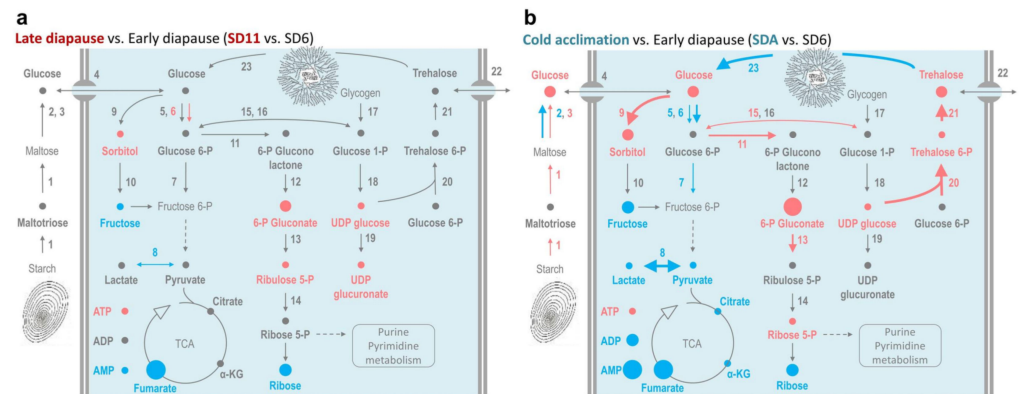 a
Late diapause vs. Early diapause (SD11 vs. SD6)
Glucose
4
Glucose
23
Trehalose
22
2, 3
9
5, 6
15, 16
Glycogen
17
21
11
Maltose
Sorbitol
Glucose 6-P
6-P Glucono
lactone
Glucose 1-P
Trehalose 6-P
1
10
7
12
18
20
Maltotriose
Fructose
Fructose 6-P
6-P Gluconate
UDP glucose
Glucose 6-P
1
8
13
19
Starch
Lactate
Pyruvate
Ribulose 5-P
UDP
glucuronate
ATP
Citrate
14
ADP
TCA
Ribose 5-P
Purine
Pyrimidine
metabolism
AMP
α-KG
Fumarate
Ribose
b
Cold acclimation vs. Early diapause (SDA vs. SD6)
Glucose
4
Glucose
23
Trehalose
22
2, 3
9
5, 6
15, 16
Glycogen
17
21
11
Maltose
Sorbitol
Glucose 6-P
6-P Glucono
lactone
Glucose 1-P
Trehalose 6-P
1
10
7
12
18
20
Maltotriose
Fructose
Fructose 6-P
6-P Gluconate
UDP glucose
Glucose 6-P
1
8
13
19
Starch
Lactate
Pyruvate
Ribulose 5-P
UDP
glucuronate
ATP
Citrate
14
ADP
TCA
Ribose 5-P
Purine
Pyrimidine
metabolism
AMP
α-KG
Fumarate
Ribose